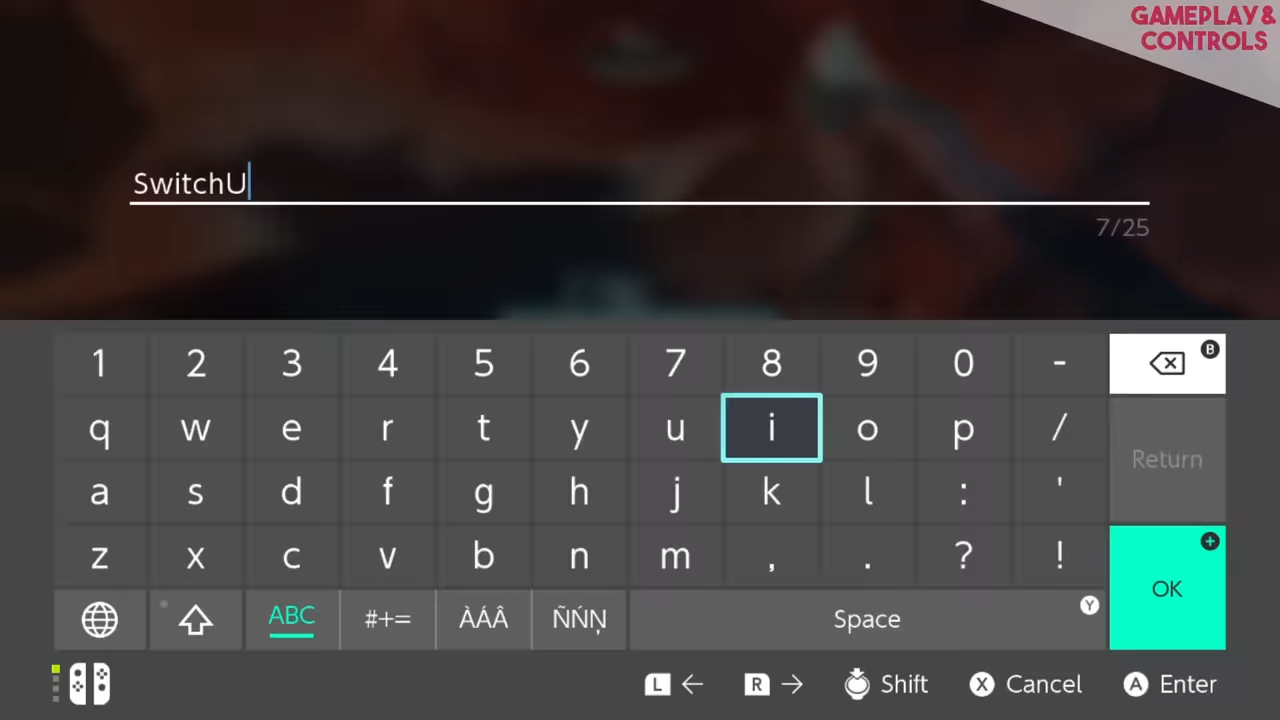 GAMEPLAY &
CONTROLS
SwitchU
7/25
1 2 3 4 5 6 7 8 9 0 - B
q w e r t y u i o p /
Return
a s d f g h j k l : '
z x c v b n m , . ? !
OK
ABC #+= ÀÁÂ ÑŃŅ Space Y
L ← R → Shift X Cancel A Enter